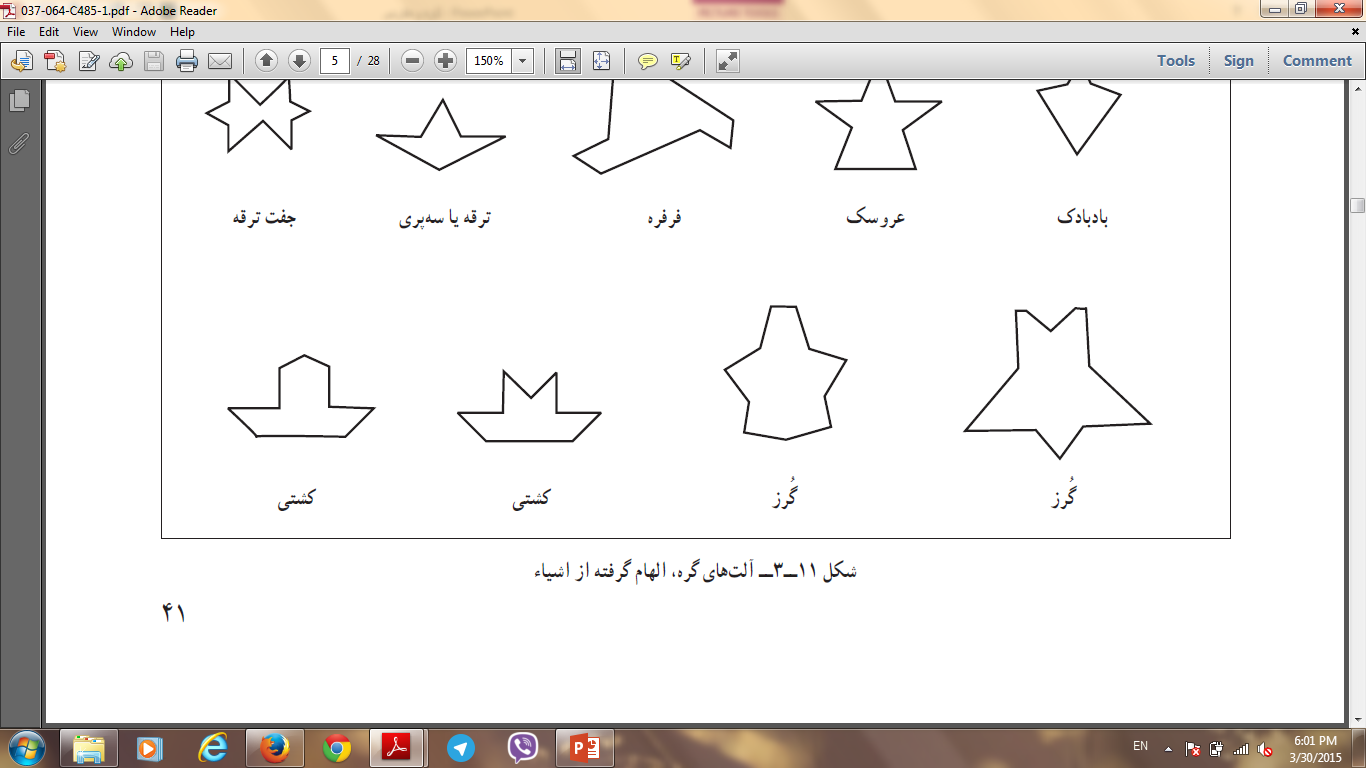 037-064-C485-1.pdf - Adobe Reader
File Edit View Window Help
5 / 28 150% Tools Sign Comment
بادبادک عروسک فرفره ترقه یا سه‌پری جفت ترقه
گُرز گُرز کشتی کشتی
شکل ۱۱ــ۳ــ آلت‌های گره، الهام گرفته از اشیاء
۴۱
EN 6:01 PM
3/30/2015